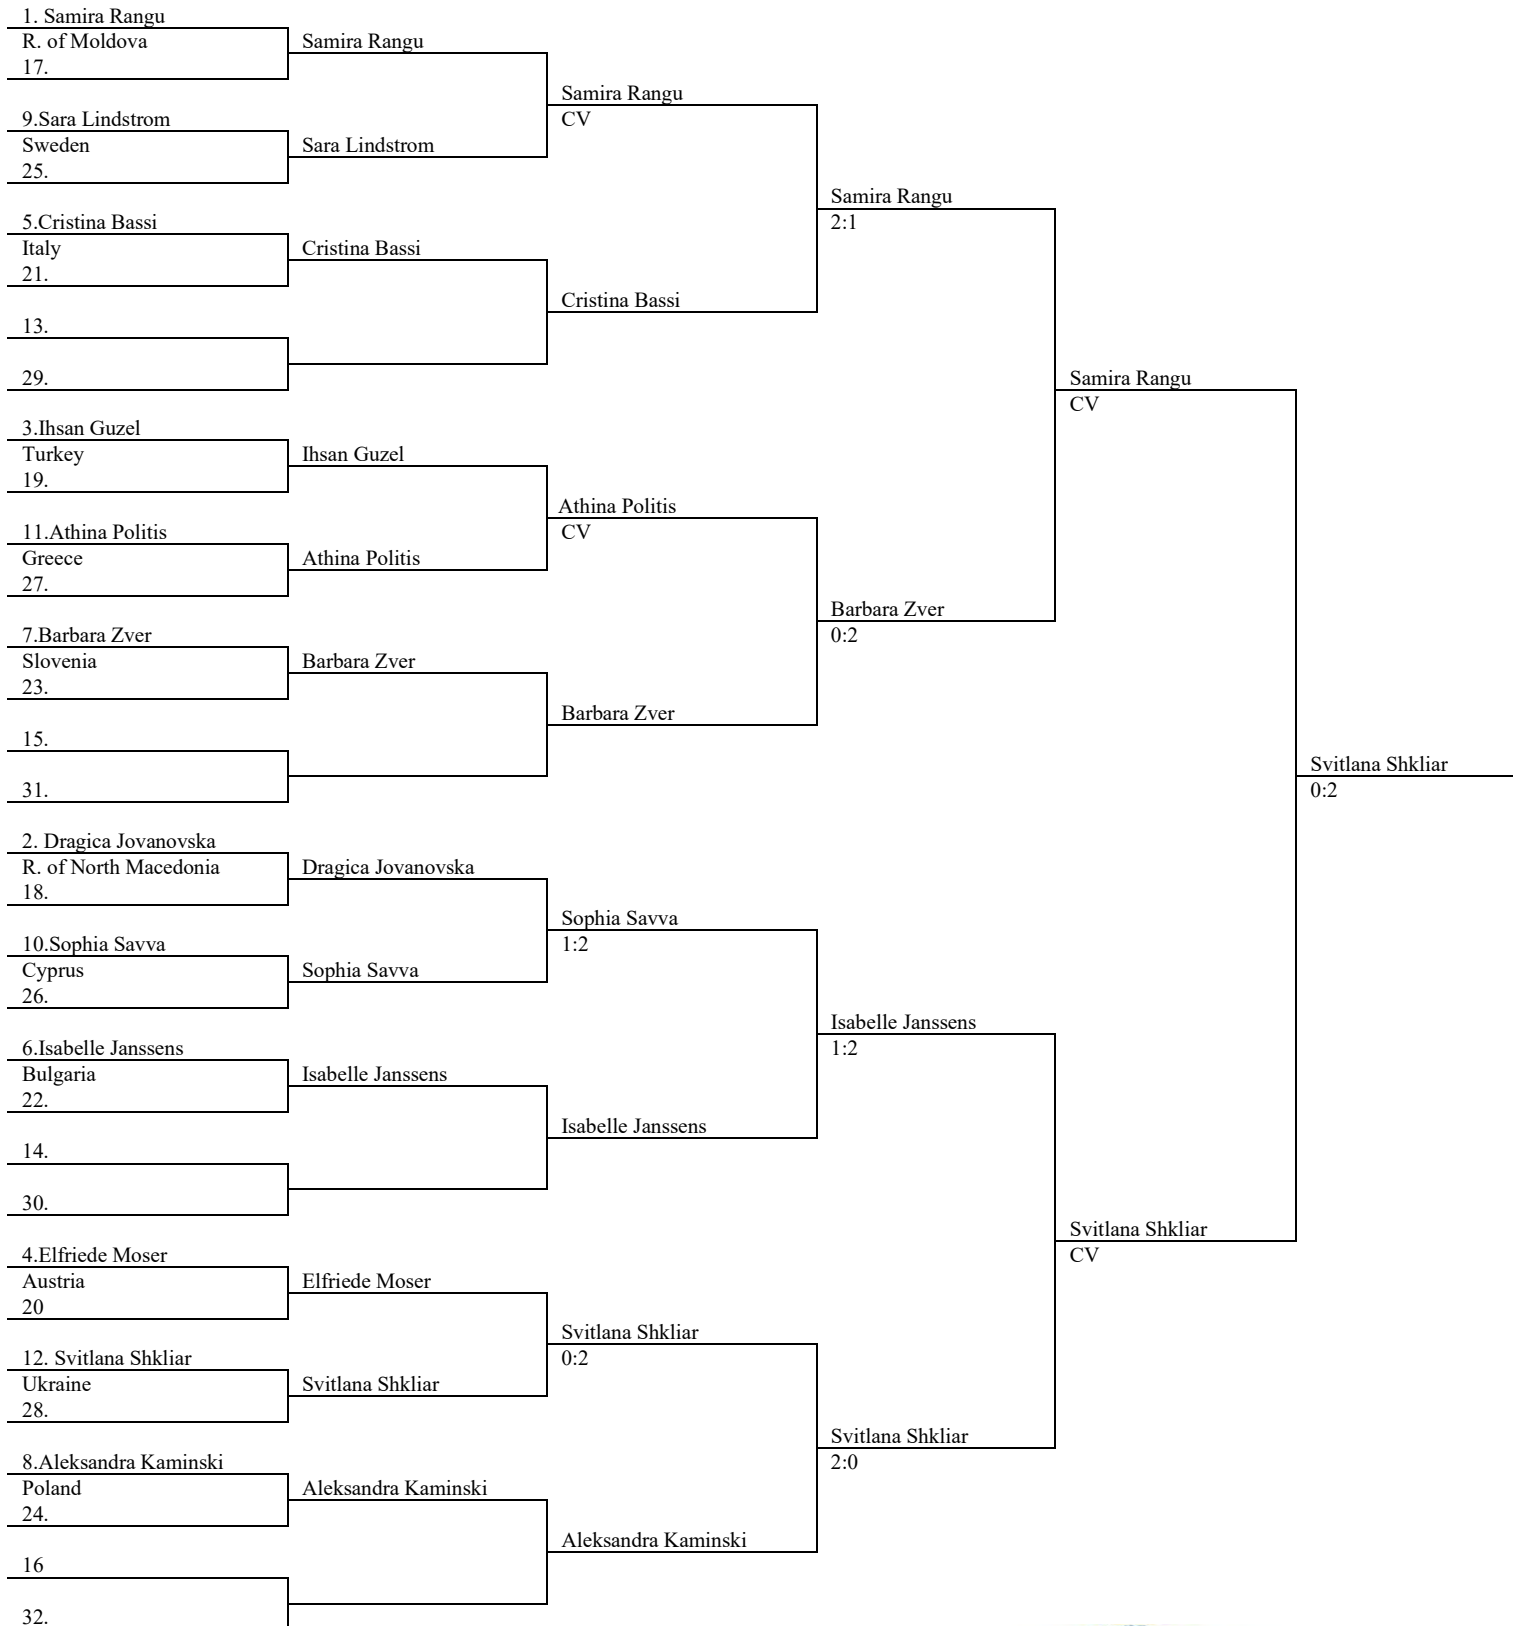 1. Samira Rangu
R. of Moldova
17.
9.Sara Lindstrom
Sweden
25.
5.Cristina Bassi
Italy
21.
13.
29.
3.Ihsan Guzel
Turkey
19.
11.Athina Politis
Greece
27.
7.Barbara Zver
Slovenia
23.
15.
31.
2. Dragica Jovanovska
R. of North Macedonia
18.
10.Sophia Savva
Cyprus
26.
6.Isabelle Janssens
Bulgaria
22.
14.
30.
4.Elfriede Moser
Austria
20
12. Svitlana Shkliar
Ukraine
28.
8.Aleksandra Kaminski
Poland
24.
16
32.
Samira Rangu
Sara Lindstrom
Cristina Bassi
Ihsan Guzel
Athina Politis
Barbara Zver
Dragica Jovanovska
Sophia Savva
Isabelle Janssens
Elfriede Moser
Svitlana Shkliar
Aleksandra Kaminski
Samira Rangu
CV
Cristina Bassi
Athina Politis
CV
Barbara Zver
Sophia Savva
1:2
Isabelle Janssens
Svitlana Shkliar
0:2
Aleksandra Kaminski
Samira Rangu
2:1
Barbara Zver
0:2
Isabelle Janssens
1:2
Svitlana Shkliar
2:0
Samira Rangu
CV
Svitlana Shkliar
CV
Svitlana Shkliar
0:2